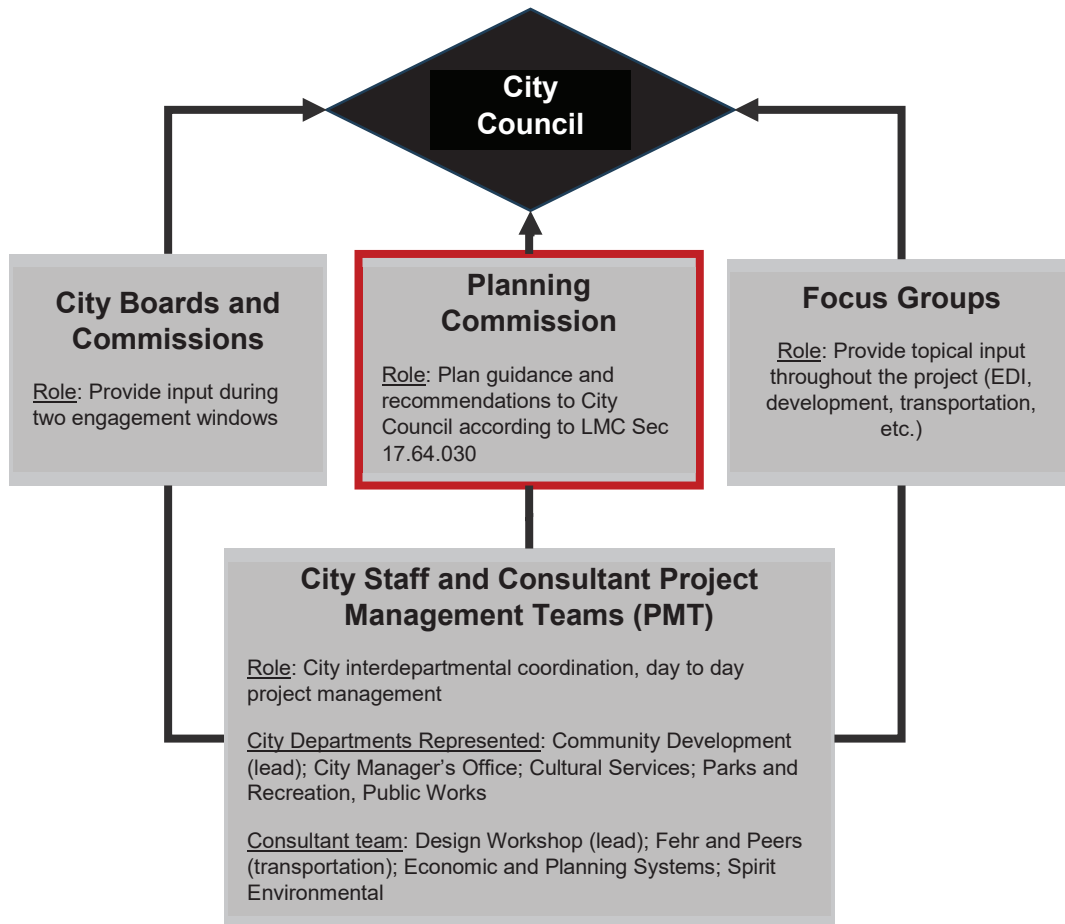 City
Council
City Boards and
Commissions
Role: Provide input during
two engagement windows
Planning
Commission
Role: Plan guidance and
recommendations to City
Council according to LMC Sec
17.64.030
Focus Groups
Role: Provide topical input
throughout the project (EDI,
development, transportation,
etc.)
City Staff and Consultant Project
Management Teams (PMT)
Role: City interdepartmental coordination, day to day
project management
City Departments Represented: Community Development
(lead); City Manager’s Office; Cultural Services; Parks and
Recreation, Public Works
Consultant team: Design Workshop (lead); Fehr and Peers
(transportation); Economic and Planning Systems; Spirit
Environmental